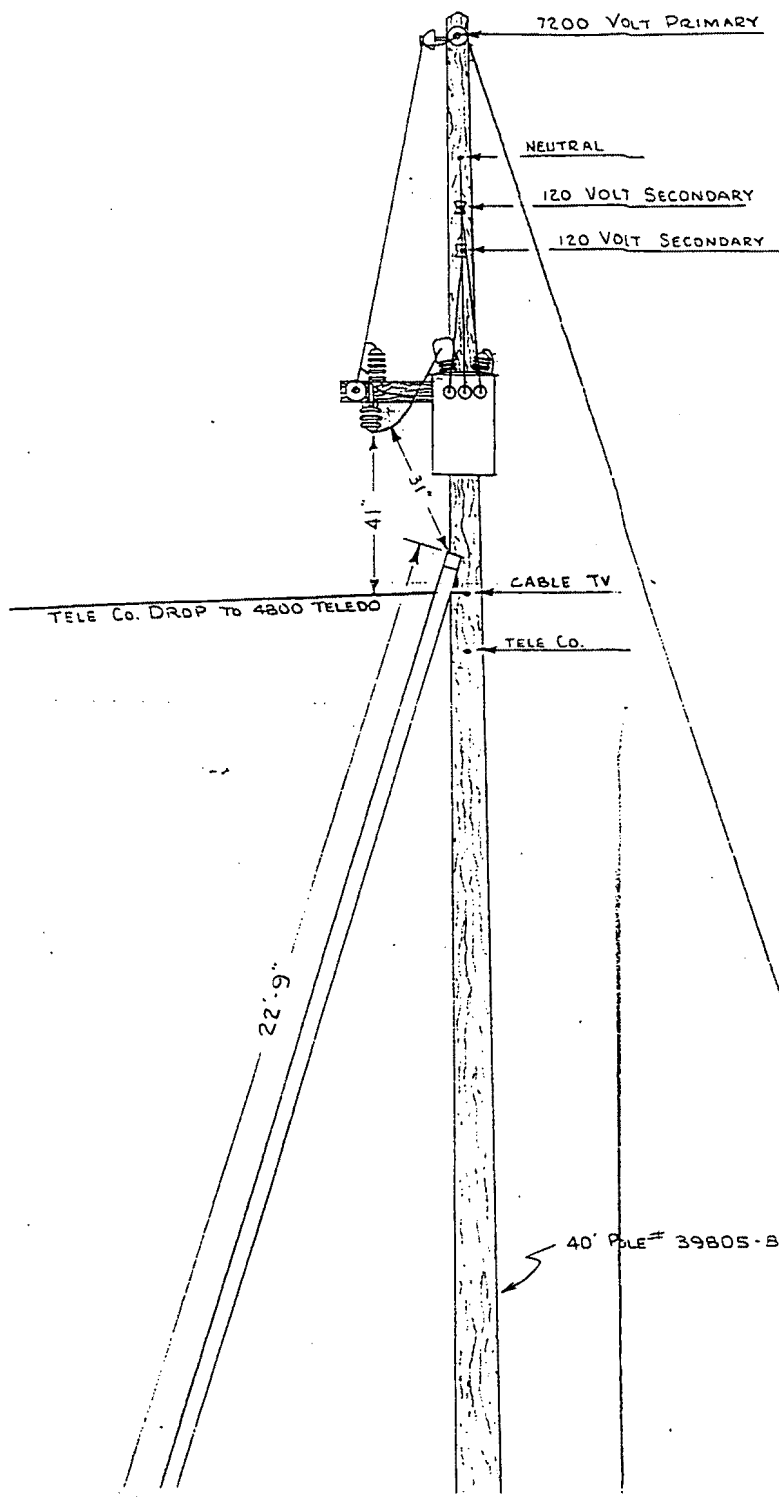 7200 VOLT PRIMARY
NEUTRAL
120 VOLT SECONDARY
120 VOLT SECONDARY
31"
41"
CABLE TV
TELE CO. DROP TO 4800 TELEDO
TELE CO.
22'-9"
40' POLE# 39805-B